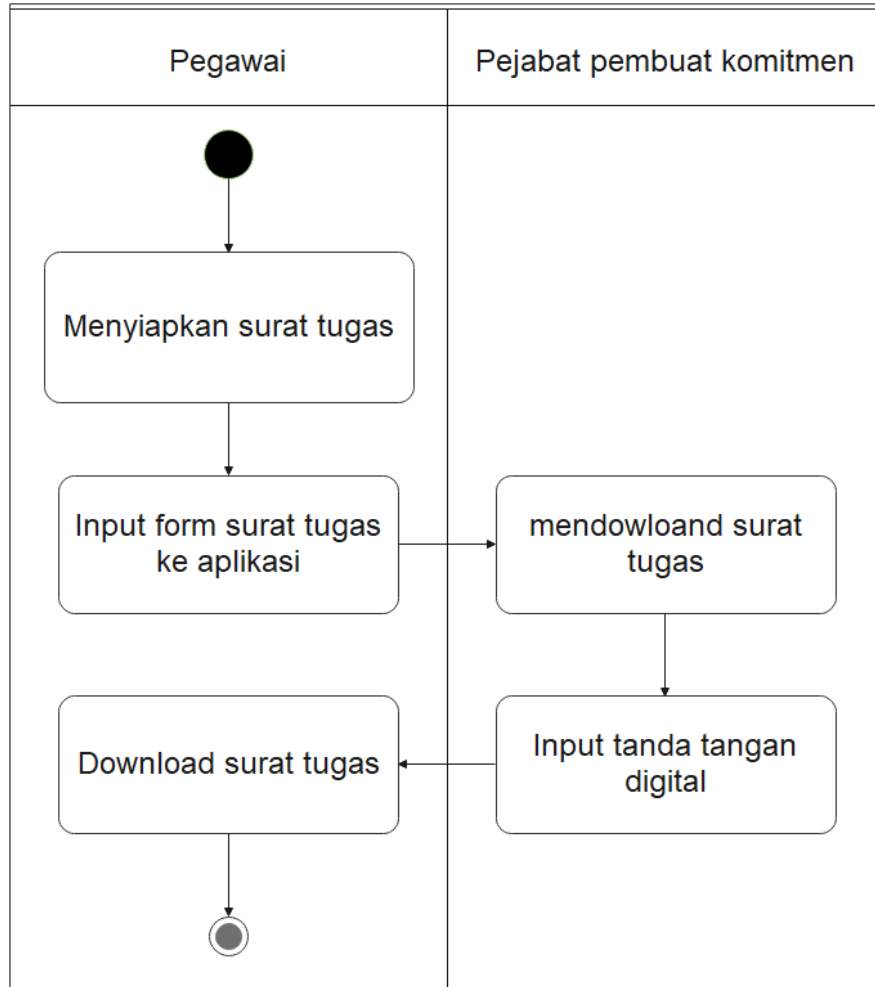 Pegawai
Pejabat pembuat komitmen
Menyiapkan surat tugas
Input form surat tugas
ke aplikasi
mendowloand surat
tugas
Input tanda tangan
digital
Download surat tugas